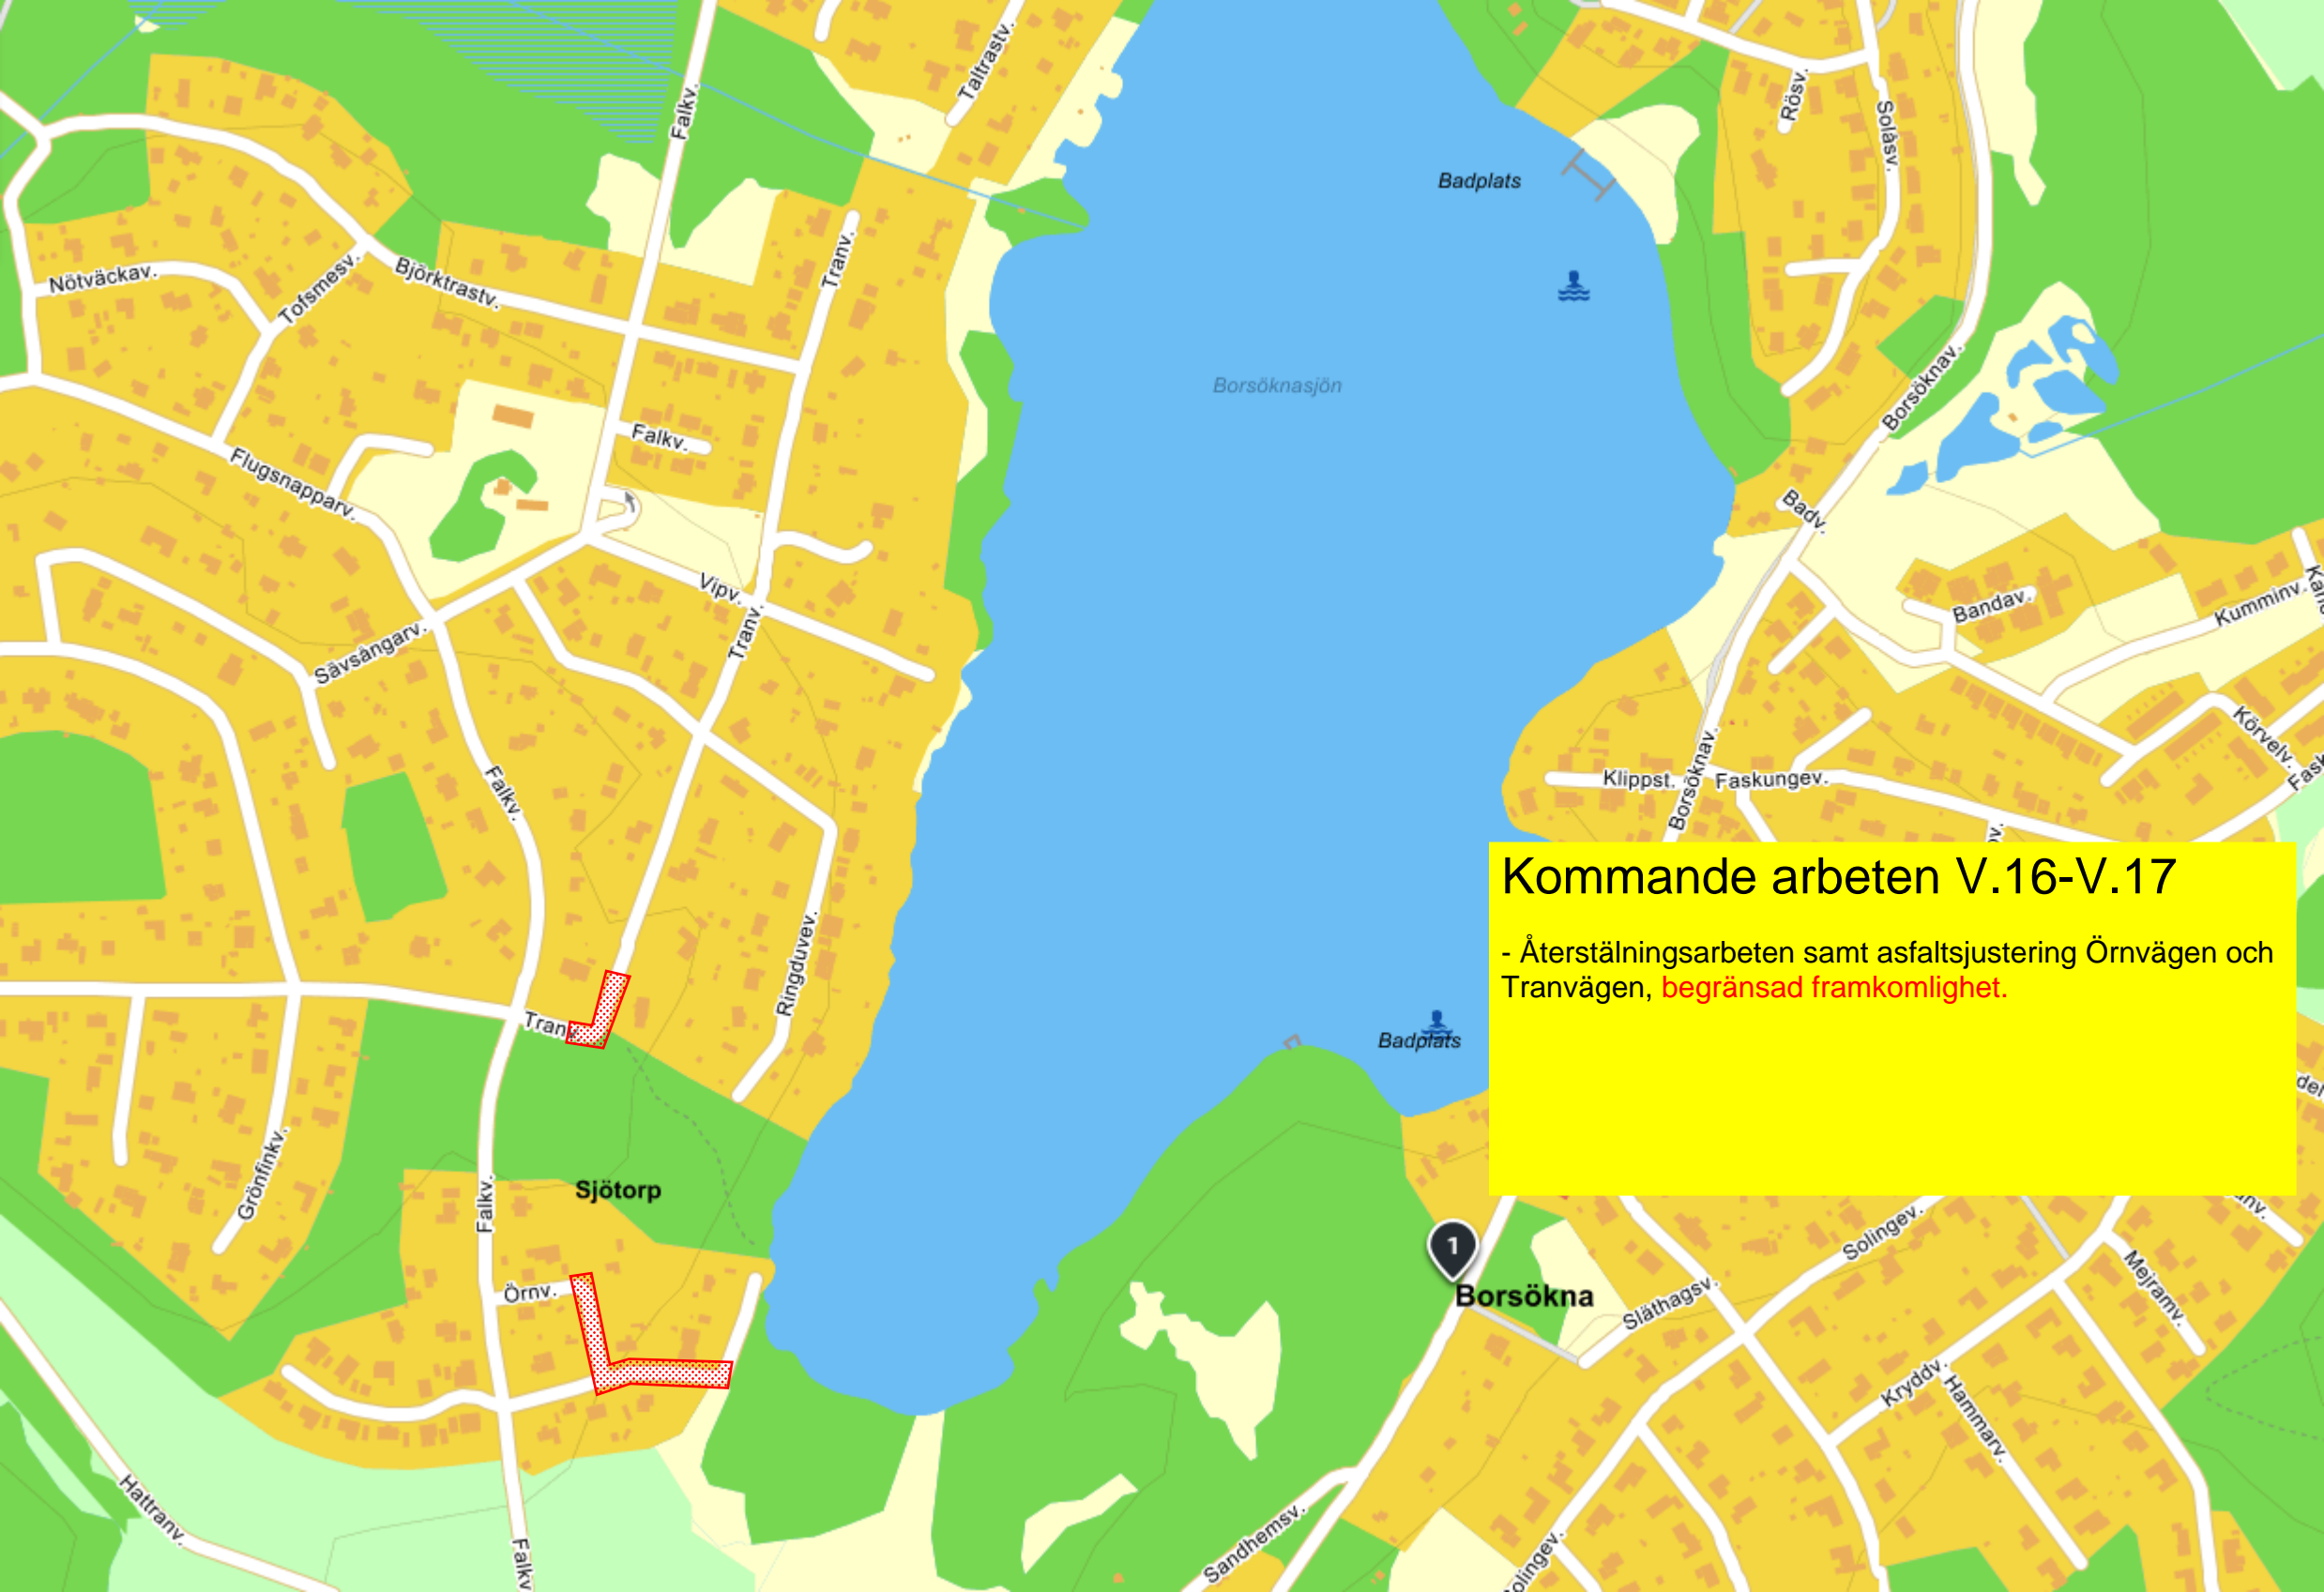 Taltrastv.
Falkv.
Rösv.
Solåsv.
Badplats
Nötväckav.
Tofsmesv.
Björktrastv.
Tranv.
Borsöknasjön
Borsöknav.
Falkv.
Flugsnapparv.
Badv.
Vipv.
Bandav.
Kumminv.
Sävsångarv.
Tranv.
Körvelv.
Falkv.
Klippst.
Faskungev.
Borsöknav.
Kommande arbeten V.16-V.17
- Återstälningsarbeten samt asfaltsjustering Örnvägen och
Tranvägen, begränsad framkomlighet.
Ringduvev.
Tranv.
Badplats
Grönfinkv.
Sjötorp
Falkv.
Solingev.
1
Örnv.
Borsökna
Släthagsv.
Mejramv.
Kryddv.
Hammarv.
Hattranv.
Sandhemsv.
Falkv
olingev.